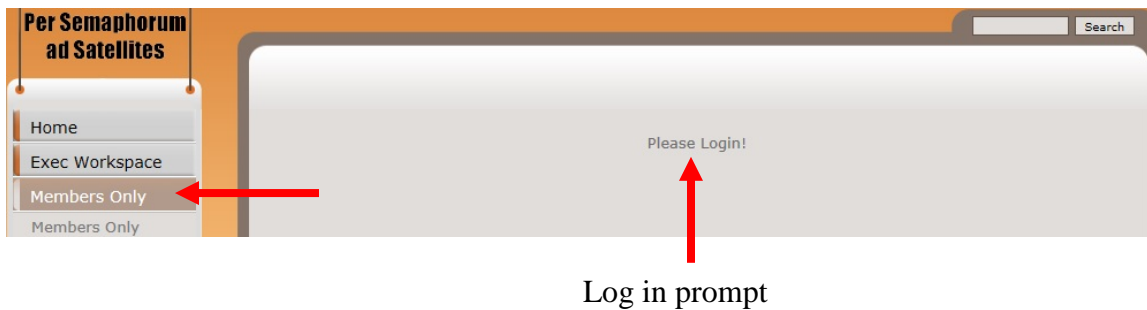 Per Semaphorum
ad Satellites
Search
Home
Exec Workspace
Members Only
Members Only
Please Login!
Log in prompt